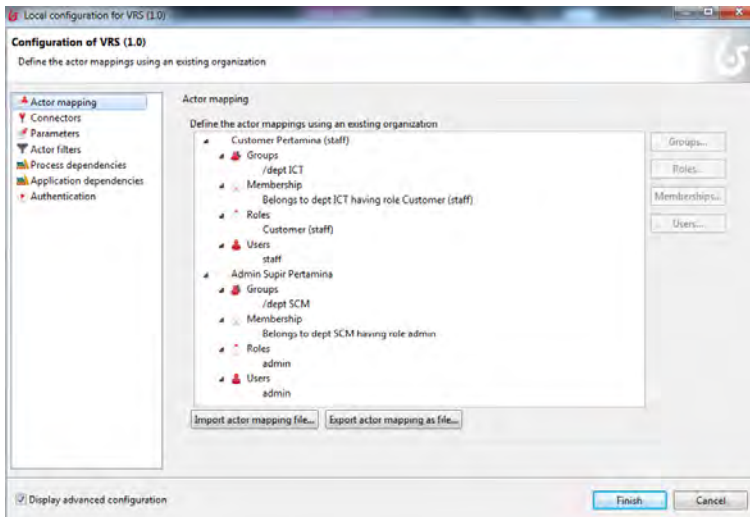 Local configuration for VRS (1.0)
Configuration of VRS (1.0)
Define the actor mappings using an existing organization
Actor mapping
Connectors
Parameters
Actor filters
Process dependencies
Application dependencies
Authentication
Actor mapping
Define the actor mappings using an existing organization
Customer Pertamina (staff)
Groups
/dept ICT
Membership
Belongs to dept ICT having role Customer (staff)
Roles
Customer (staff)
Users
staff
Admin Supir Pertamina
Groups
/dept SCM
Membership
Belongs to dept SCM having role admin
Roles
admin
Users
admin
Groups...
Roles...
Memberships...
Users...
Import actor mapping file... Export actor mapping as file...
Display advanced configuration
Finish Cancel